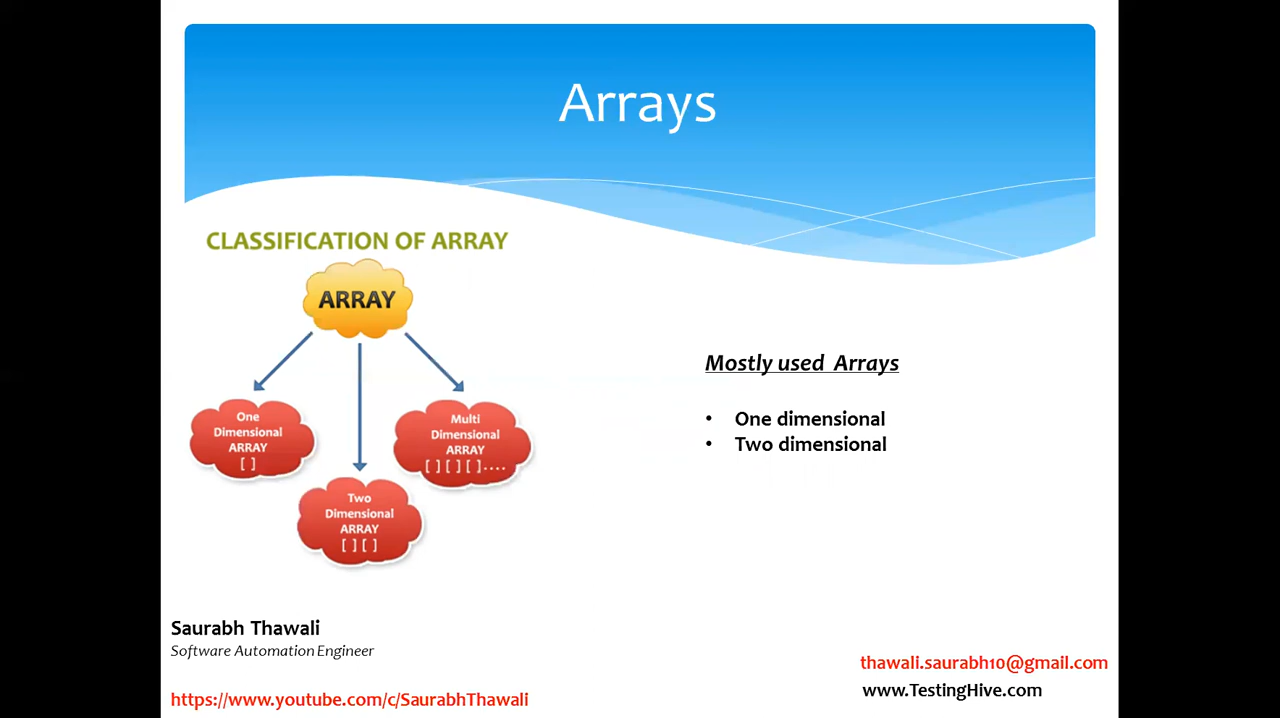 Arrays
CLASSIFICATION OF ARRAY
ARRAY
One
Dimensional
ARRAY
[ ]
Two
Dimensional
ARRAY
[ ] [ ]
Multi
Dimensional
ARRAY
[ ] [ ] [ ]....
Mostly used Arrays
• One dimensional
• Two dimensional
Saurabh Thawali
Software Automation Engineer
https://www.youtube.com/c/SaurabhThawali
thawali.saurabh10@gmail.com
www.TestingHive.com